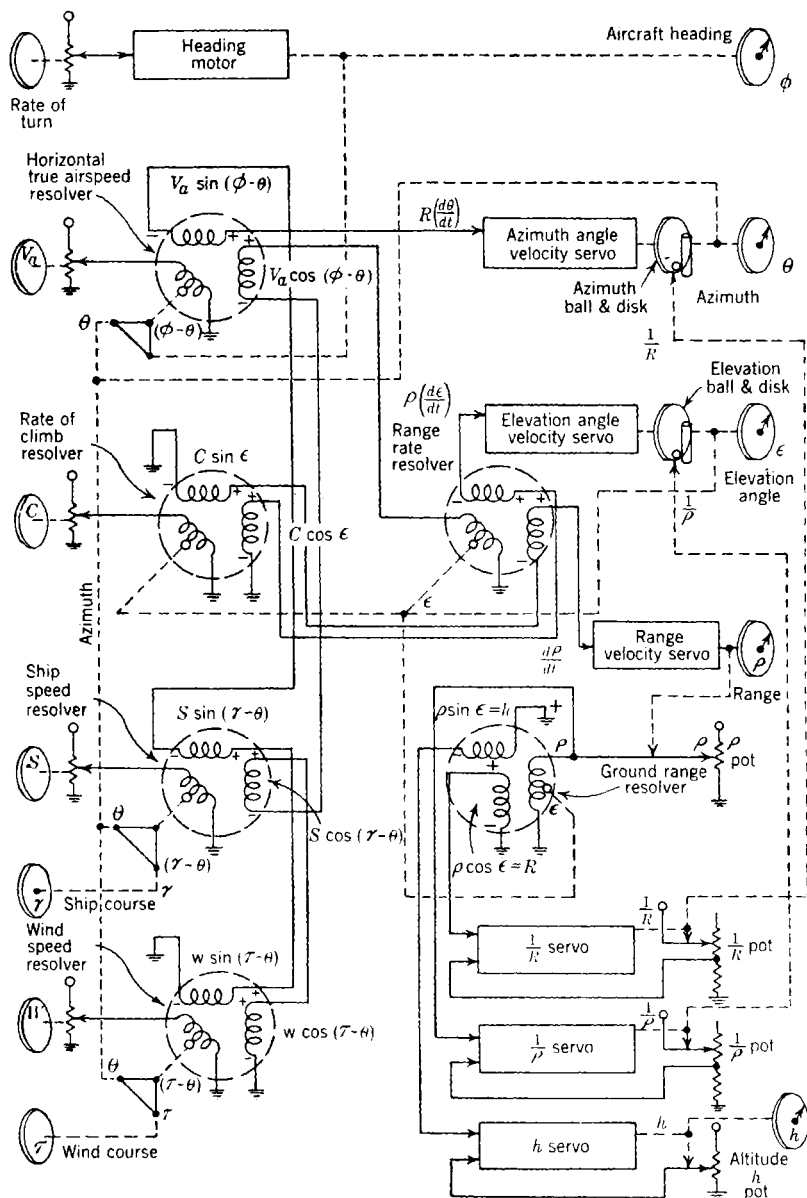 Heading
motor
Aircraft heading
ϕ
Rate of
turn
Horizontal
true airspeed
resolver
V_a sin (ϕ-θ)
R(dθ/dt)
Azimuth angle
velocity servo
θ
V_a
V_a cos (ϕ-θ)
Azimuth
ball & disk
Azimuth
θ
(ϕ-θ)
1/R
Elevation
ball & disk
ρ(dε/dt)
Elevation angle
velocity servo
Rate of
climb
resolver
C sin ε
Range
rate
resolver
ε
Elevation
angle
C
C cos ε
1/ρ
ε
Azimuth
dρ/dt
Range
velocity servo
ρ
Range
Ship
speed
resolver
S sin (γ-θ)
ρ sin ε = h
ρ
ρ
ρ
pot
S
Ground range
resolver
ε
θ
S cos (γ-θ)
(γ-θ)
ρ cos ε = R
γ
Ship course
γ
Wind
speed
resolver
1/R
w sin (τ-θ)
1/R servo
1/R pot
W
w cos (τ-θ)
1/ρ
1/ρ servo
1/ρ pot
θ
(τ-θ)
τ
h servo
h
h
τ
Wind course
Altitude
h
pot